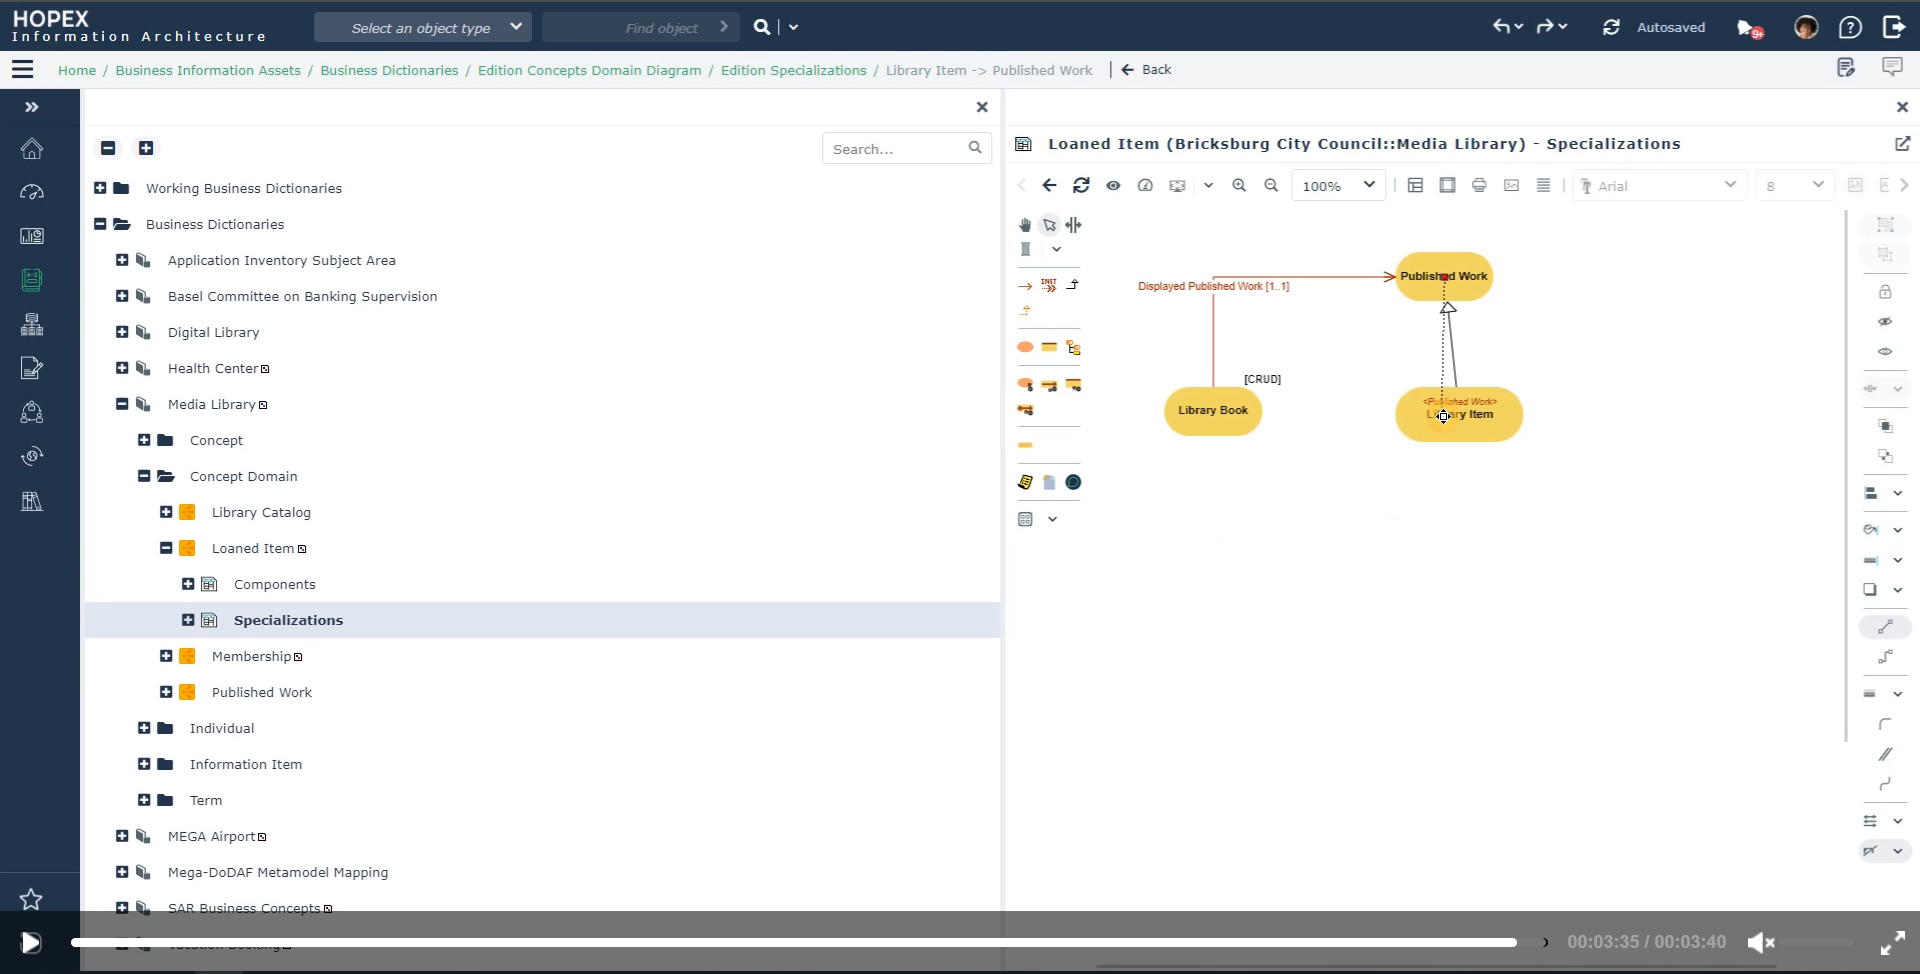 HOPEX
Information Architecture
Select an object type
Find object
Autosaved
9+
Home / Business Information Assets / Business Dictionaries / Edition Concepts Domain Diagram / Edition Specializations / Library Item -> Published Work
Back
Search...
Working Business Dictionaries
Business Dictionaries
Application Inventory Subject Area
Basel Committee on Banking Supervision
Digital Library
Health Center
Media Library
Concept
Concept Domain
Library Catalog
Loaned Item
Components
Specializations
Membership
Published Work
Individual
Information Item
Term
MEGA Airport
Mega-DoDAF Metamodel Mapping
SAR Business Concepts
Loaned Item (Bricksburg City Council::Media Library) - Specializations
100%
Arial
8
INST
Published Work
Displayed Published Work [1..1]
[CRUD]
Library Book
<Published Work>
Library Item
00:03:35 / 00:03:40